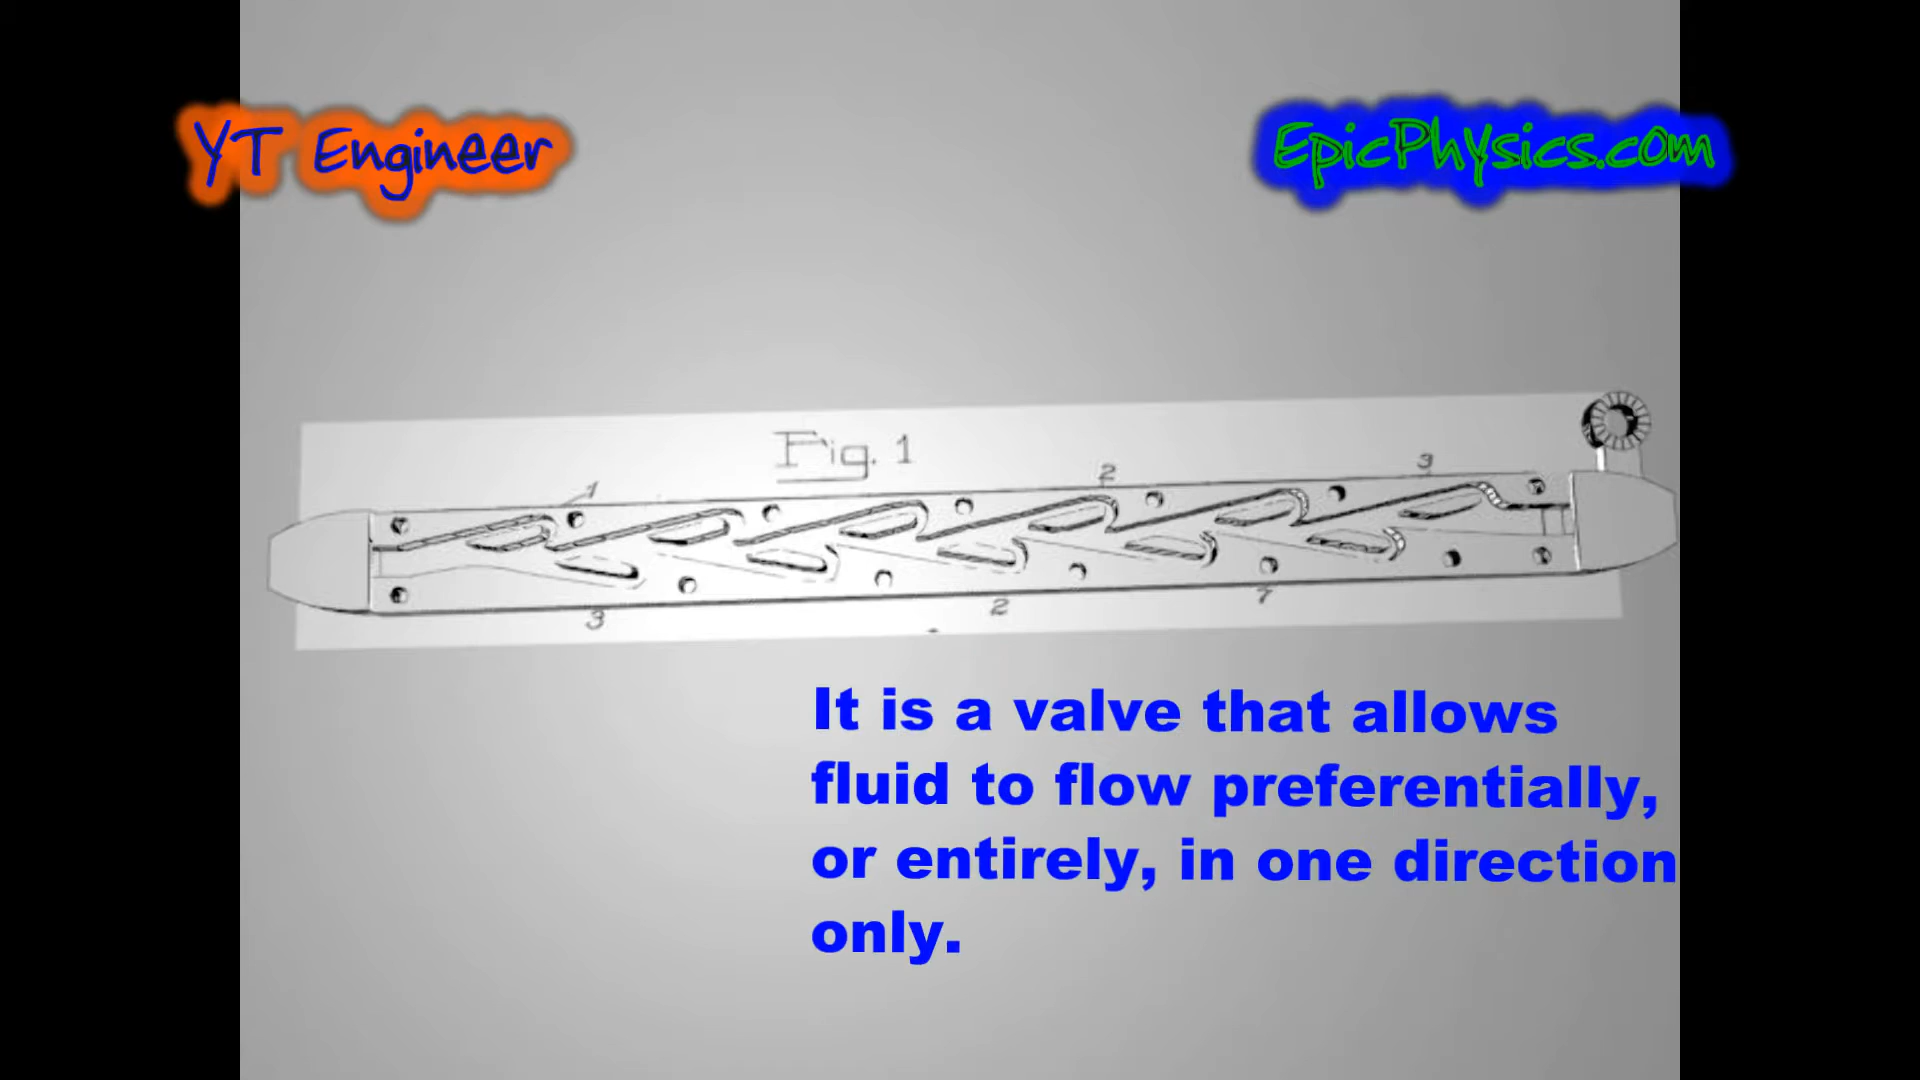 YT Engineer
EpicPhysics.com
Fig. 1
1
2
3
3
2
7
It is a valve that allows
fluid to flow preferentially,
or entirely, in one direction
only.